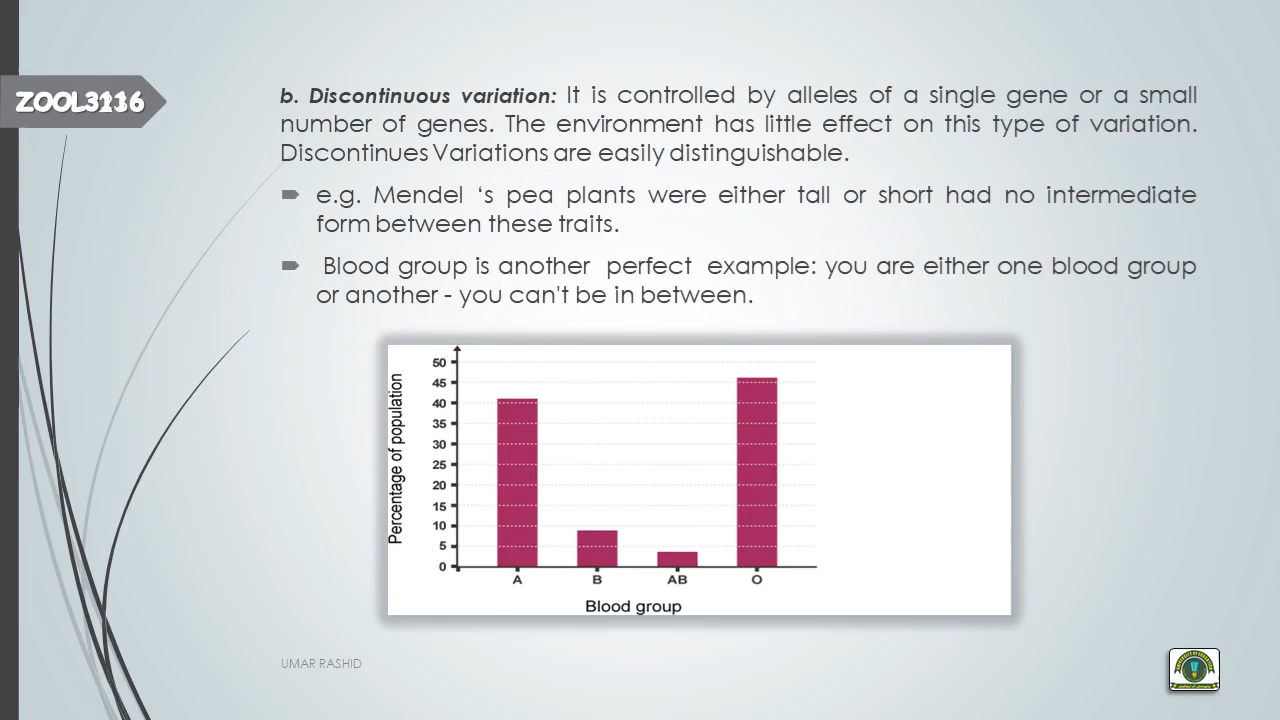 ZOOL3136
b. Discontinuous variation: It is controlled by alleles of a single gene or a small
number of genes. The environment has little effect on this type of variation.
Discontinues Variations are easily distinguishable.
e.g. Mendel ‘s pea plants were either tall or short had no intermediate
form between these traits.
Blood group is another perfect example: you are either one blood group
or another - you can't be in between.
Percentage of population
50
45
40
35
30
25
20
15
10
5
0
A B AB O
Blood group
UMAR RASHID